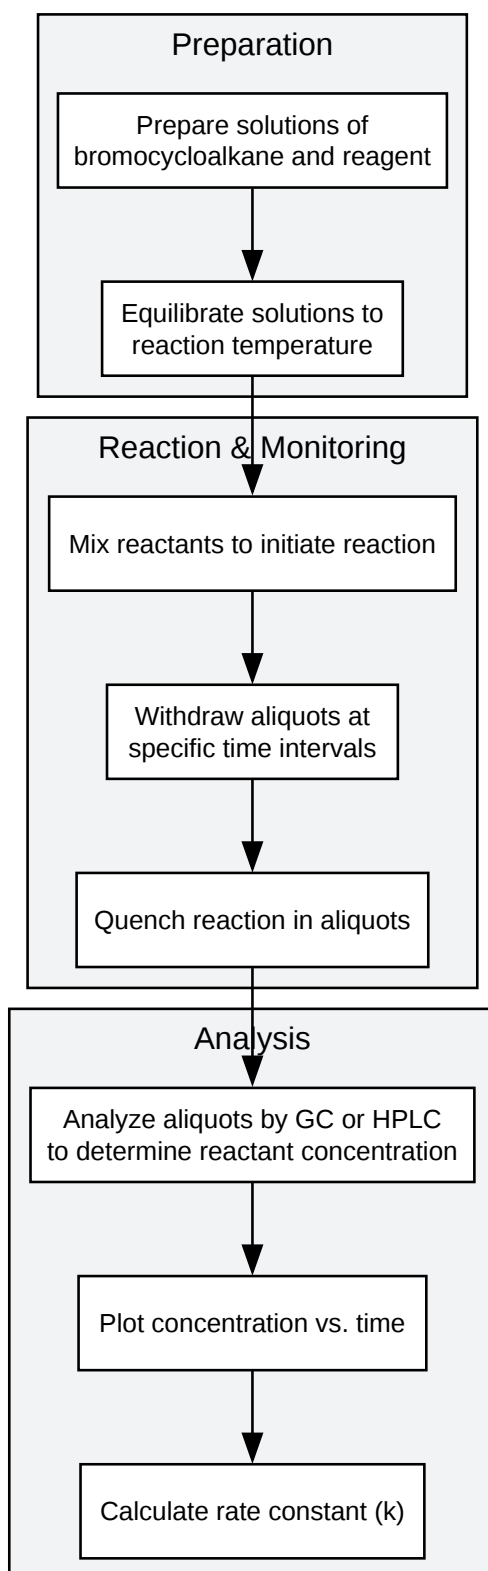 Preparation
Prepare solutions of
bromocycloalkane and reagent
Equilibrate solutions to
reaction temperature
Reaction & Monitoring
Mix reactants to initiate reaction
Withdraw aliquots at
specific time intervals
Quench reaction in aliquots
Analysis
Analyze aliquots by GC or HPLC
to determine reactant concentration
Plot concentration vs. time
Calculate rate constant (k)